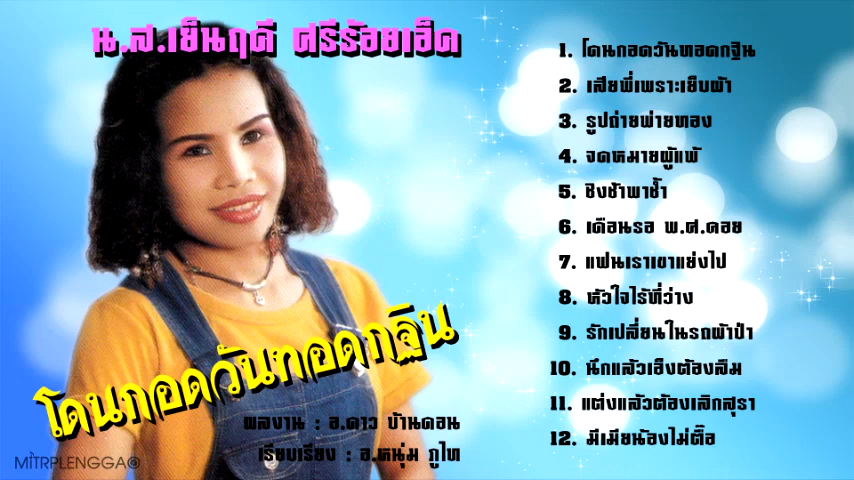 น.ส.เย็นฤดี ศรีร้อยเอ็ด
1. โดนกอดวันทอดกฐิน
2. เสียพี่เพราะเย็บผ้า
3. รูปถ่ายพ่ายทอง
4. จดหมายผู้แพ้
5. ชิงช้าพาช้ำ
6. เดือนรอ พ.ศ.คอย
7. แฟนเราเขาแย่งไป
8. หัวใจไร้ที่ว่าง
9. รักเปลี่ยนในรถผ้าป่า
10. นึกแล้วเฮ็งต้องลืม
11. แต่งแล้วต้องเลิกสุรา
12. มีเมียน้องไม่ตื๊อ
โดนกอดวันทอดกฐิน
ผลงาน : อ.ดาว บ้านดอน
เรียบเรียง : อ.หนุ่ม ภูไท
MITRPLENGGAO